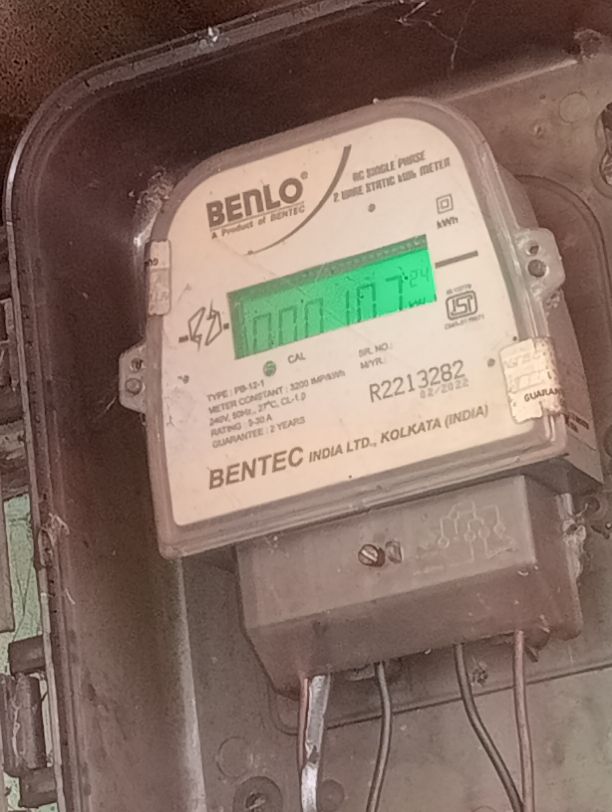 BENLO®
A Product of BENTEC
AC SINGLE PHASE
2 WIRE STATIC kWh METER
kWh
000107.24
CAL
TYPE : PB-12-1
METER CONSTANT : 3200 IMP/kWh
240V, 50Hz., 27°C, CL-1.0
RATING : 5-30 A
GUARANTEE : 2 YEARS
SR. NO.:
M/YR.:
R2213282
02/2022
BENTEC INDIA LTD., KOLKATA (INDIA)